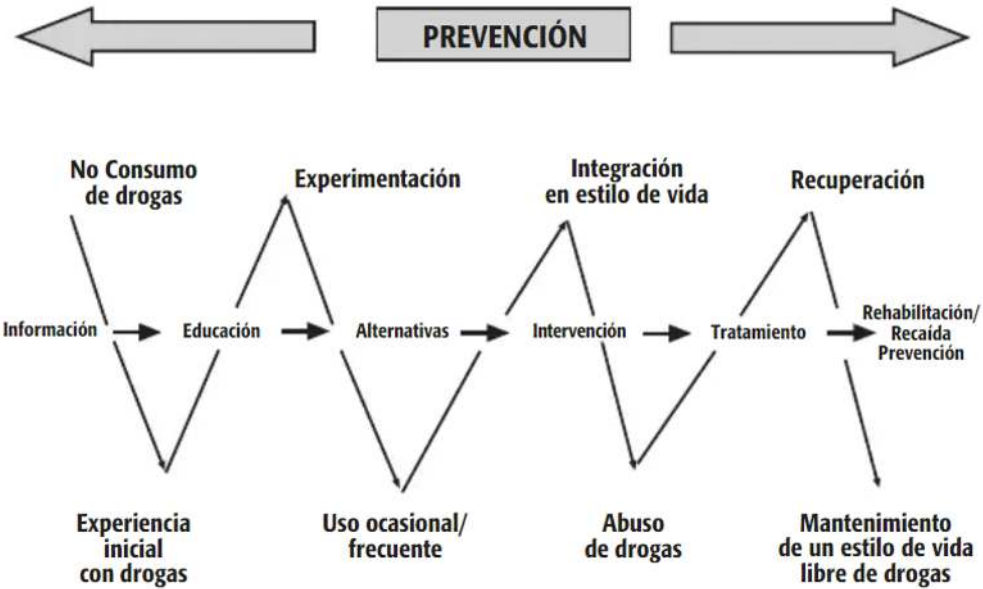 PREVENCIÓN
No Consumo
de drogas
Experimentación
Integración
en estilo de vida
Recuperación
Información
Educación
Alternativas
Intervención
Tratamiento
Rehabilitación/
Recaída
Prevención
Experiencia
inicial
con drogas
Uso ocasional/
frecuente
Abuso
de drogas
Mantenimiento
de un estilo de vida
libre de drogas